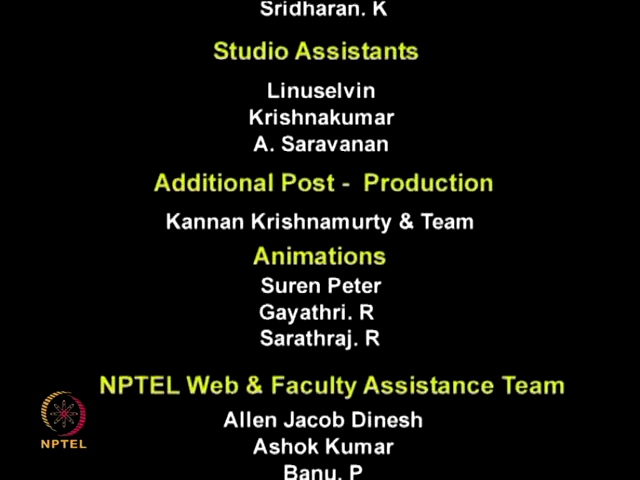 Sridharan. K
Studio Assistants
Linuselvin
Krishnakumar
A. Saravanan
Additional Post - Production
Kannan Krishnamurty & Team
Animations
Suren Peter
Gayathri. R
Sarathraj. R
NPTEL Web & Faculty Assistance Team
Allen Jacob Dinesh
Ashok Kumar
Banu. P
NPTEL